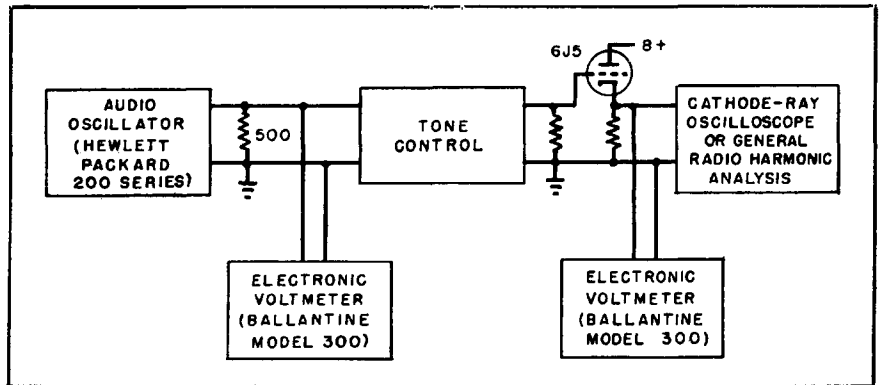 6J5
8+
AUDIO
OSCILLATOR
(HEWLETT
PACKARD
200 SERIES)
500
TONE
CONTROL
CATHODE-RAY
OSCILLOSCOPE
OR GENERAL
RADIO HARMONIC
ANALYSIS
ELECTRONIC
VOLTMETER
(BALLANTINE
MODEL 300)
ELECTRONIC
VOLTMETER
(BALLANTINE
MODEL 300)